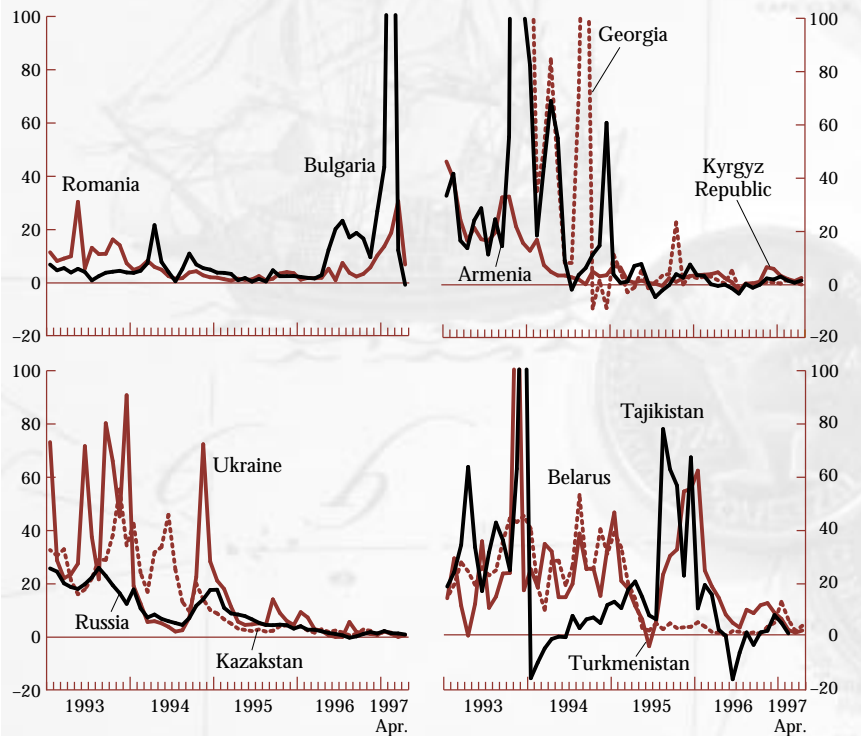 100
80
60
40
20
0
–20
Romania
Bulgaria
100
80
60
40
20
0
–20
Georgia
Kyrgyz
Republic
Armenia
100
80
60
40
20
0
–20
Ukraine
Russia
Kazakstan
1993
1994
1995
1996
1997
Apr.
100
80
60
40
20
0
–20
Tajikistan
Belarus
Turkmenistan
1993
1994
1995
1996
1997
Apr.